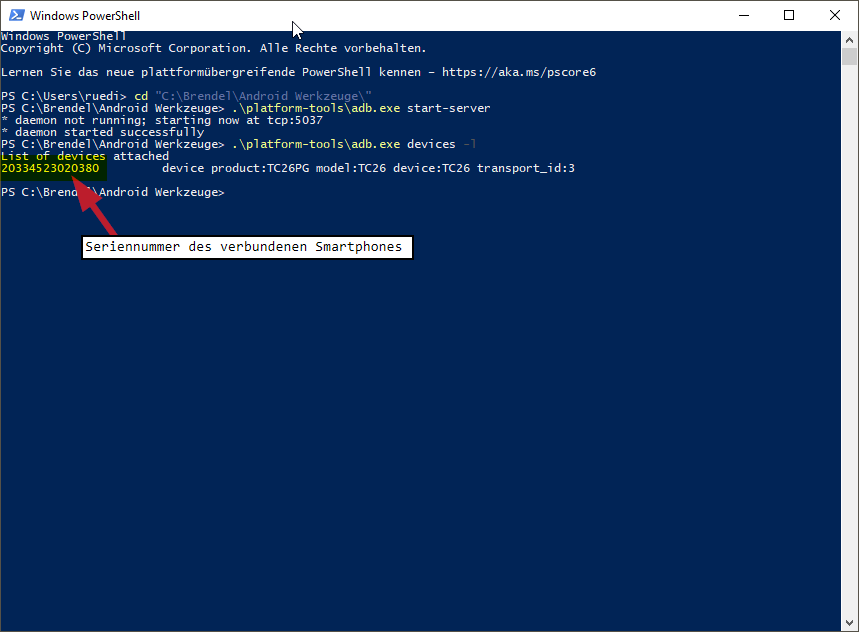 Windows PowerShell
Windows PowerShell
Copyright (C) Microsoft Corporation. Alle Rechte vorbehalten.
Lernen Sie das neue plattformübergreifende PowerShell kennen – https://aka.ms/pscore6
PS C:\Users\ruedi> cd "C:\Brendel\Android Werkzeuge\"
PS C:\Brendel\Android Werkzeuge> .\platform-tools\adb.exe start-server
* daemon not running; starting now at tcp:5037
* daemon started successfully
PS C:\Brendel\Android Werkzeuge> .\platform-tools\adb.exe devices -l
List of devices attached
20334523020380         device product:TC26PG model:TC26 device:TC26 transport_id:3
PS C:\Brendel\Android Werkzeuge>
Seriennummer des verbundenen Smartphones